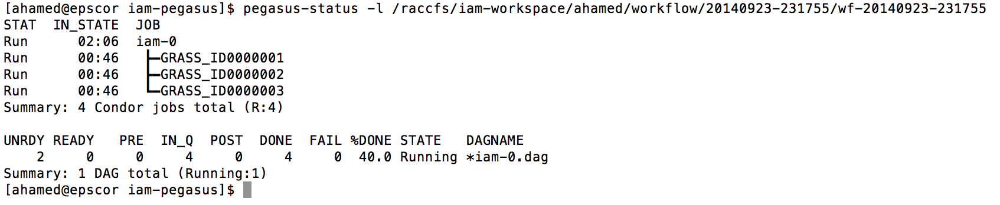 [ahamed@epscor iam-pegasus]$ pegasus-status -l /raccfs/iam-workspace/ahamed/workflow/20140923-231755/wf-20140923-231755
STAT  IN_STATE  JOB
Run      02:06  iam-0
Run      00:46   ┣━GRASS_ID0000001
Run      00:46   ┣━GRASS_ID0000002
Run      00:46   ┗━GRASS_ID0000003
Summary: 4 Condor jobs total (R:4)

UNRDY READY   PRE  IN_Q  POST  DONE  FAIL %DONE STATE   DAGNAME
    2     0     0     4     0     4     0  40.0 Running *iam-0.dag
Summary: 1 DAG total (Running:1)
[ahamed@epscor iam-pegasus]$